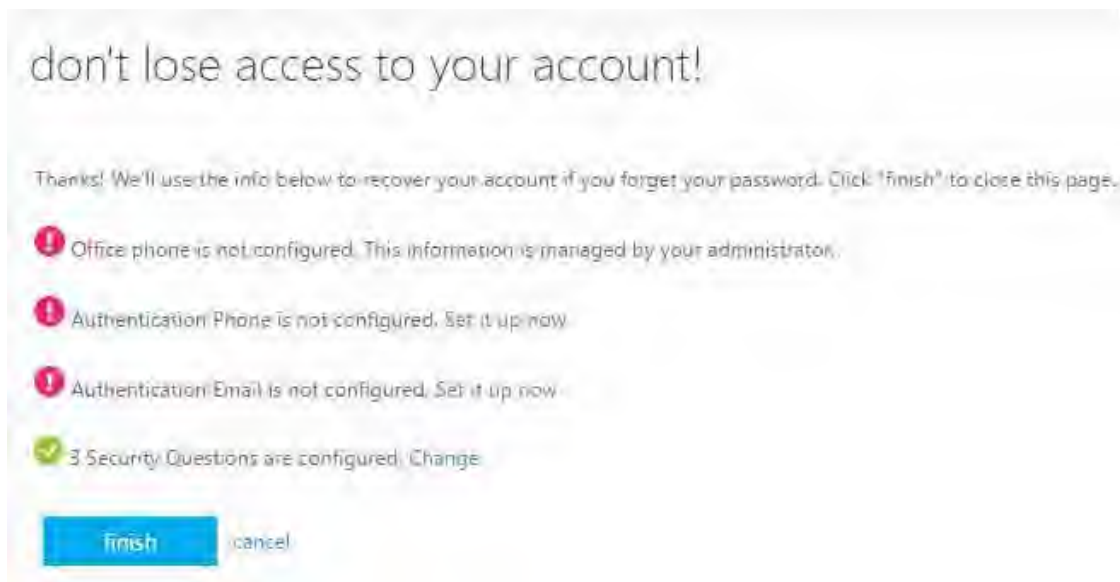 don't lose access to your account!
Thanks! We'll use the info below to recover your account if you forget your password. Click "finish" to close this page.
Office phone is not configured. This information is managed by your administrator.
Authentication Phone is not configured. Set it up now
Authentication Email is not configured. Set it up now
3 Security Questions are configured. Change
finish cancel